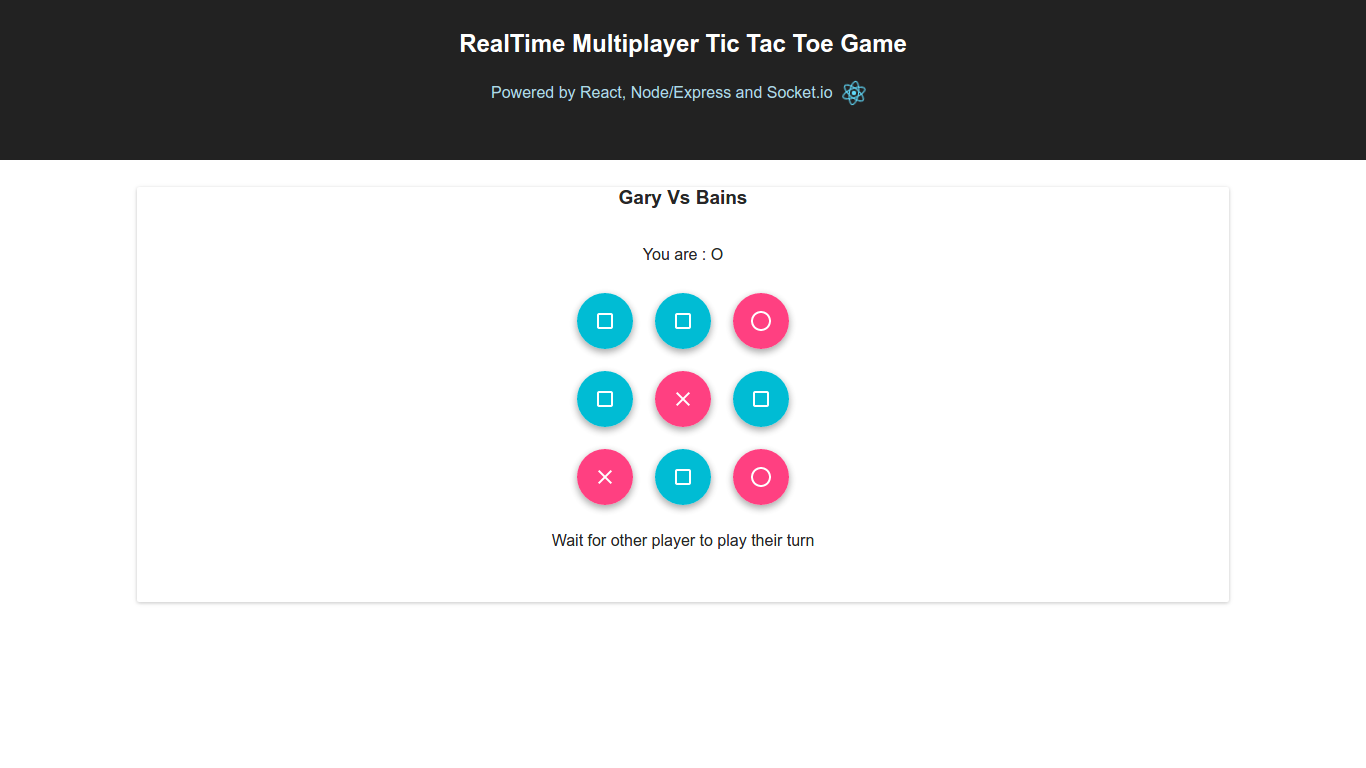 RealTime Multiplayer Tic Tac Toe Game
Powered by React, Node/Express and Socket.io
Gary Vs Bains
You are : O
Wait for other player to play their turn